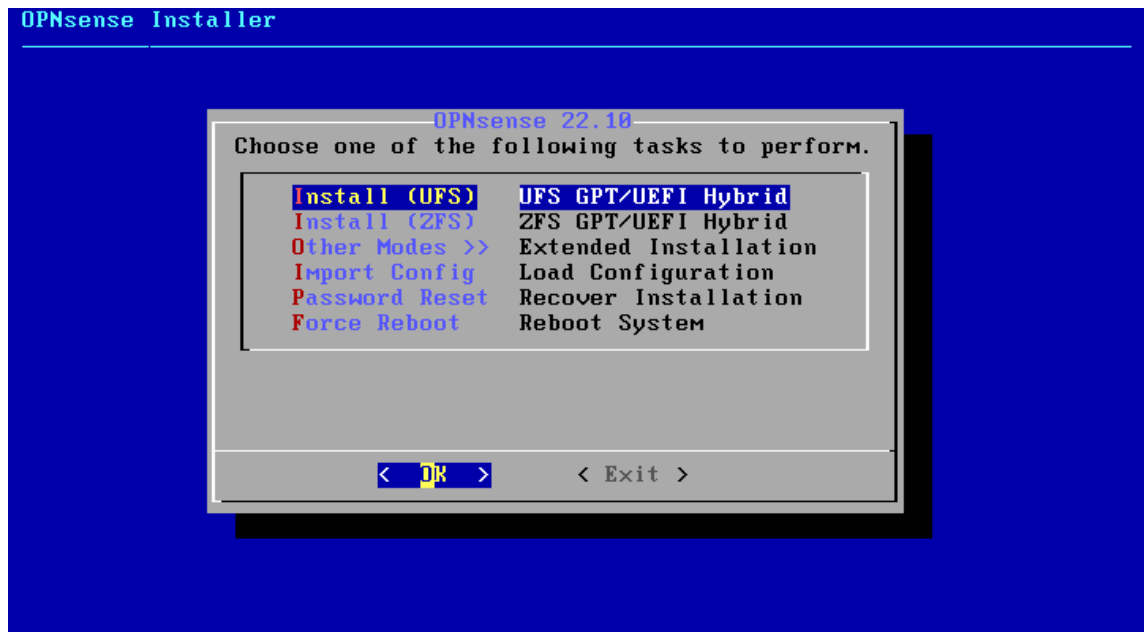 OPNsense Installer
OPNsense 22.10
Choose one of the following tasks to perform.
Install (UFS) UFS GPT/UEFI Hybrid
Install (ZFS) ZFS GPT/UEFI Hybrid
Other Modes >> Extended Installation
Import Config Load Configuration
Password Reset Recover Installation
Force Reboot Reboot System
< OK > < Exit >